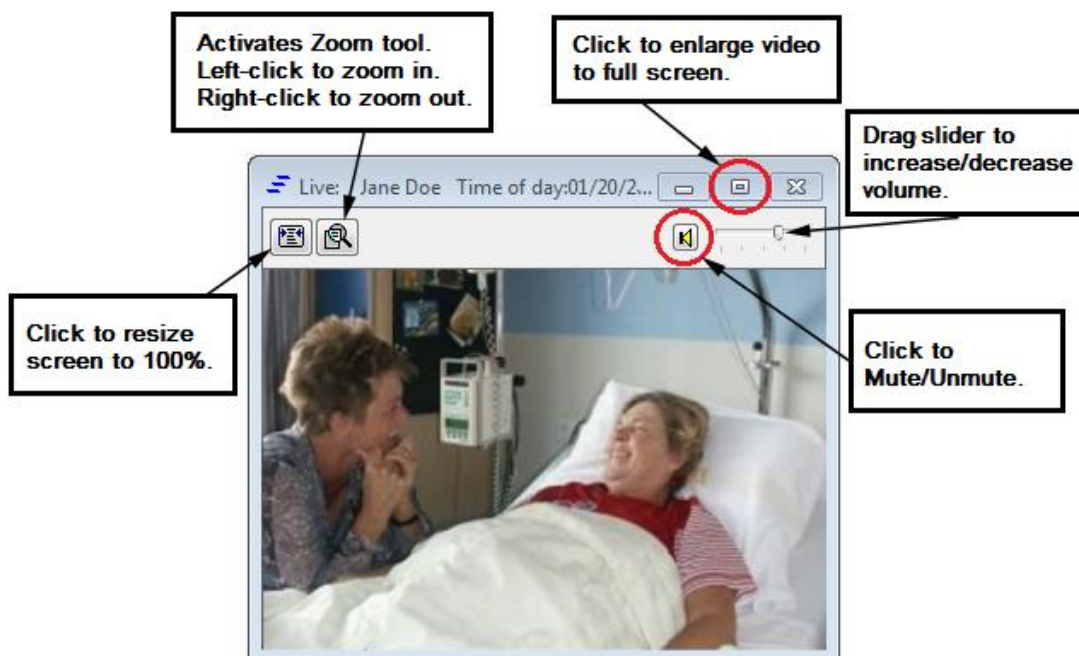 Activates Zoom tool.
Left-click to zoom in.
Right-click to zoom out.
Click to enlarge video
to full screen.
Drag slider to
increase/decrease
volume.
Live: Jane Doe Time of day:01/20/2...
Click to resize
screen to 100%.
Click to
Mute/Unmute.